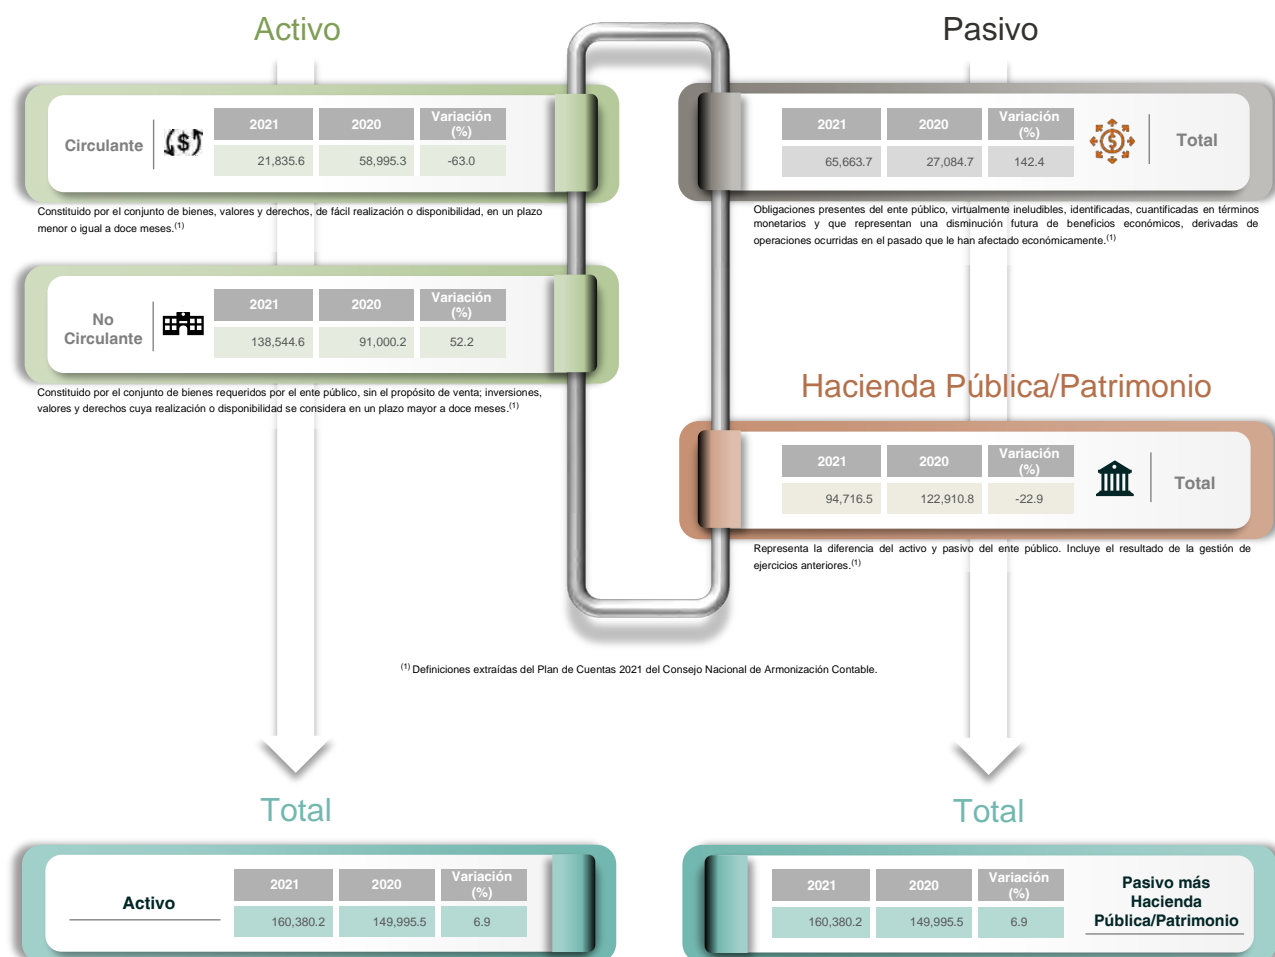 Activo
Circulante
2021 2020 Variación (%)
21,835.6 58,995.3 -63.0
Constituido por el conjunto de bienes, valores y derechos, de fácil realización o disponibilidad, en un plazo
menor o igual a doce meses.(1)
No
Circulante
2021 2020 Variación (%)
138,544.6 91,000.2 52.2
Constituido por el conjunto de bienes requeridos por el ente público, sin el propósito de venta; inversiones,
valores y derechos cuya realización o disponibilidad se considera en un plazo mayor a doce meses.(1)
Pasivo
2021 2020 Variación (%)
65,663.7 27,084.7 142.4
Total
Obligaciones presentes del ente público, virtualmente ineludibles, identificadas, cuantificadas en términos
monetarios y que representan una disminución futura de beneficios económicos, derivadas de
operaciones ocurridas en el pasado que le han afectado económicamente.(1)
Hacienda Pública/Patrimonio
2021 2020 Variación (%)
94,716.5 122,910.8 -22.9
Total
Representa la diferencia del activo y pasivo del ente público. Incluye el resultado de la gestión de
ejercicios anteriores.(1)
(1) Definiciones extraídas del Plan de Cuentas 2021 del Consejo Nacional de Armonización Contable.
Total
Activo
2021 2020 Variación (%)
160,380.2 149,995.5 6.9
Total
2021 2020 Variación (%)
160,380.2 149,995.5 6.9
Pasivo más
Hacienda
Pública/Patrimonio